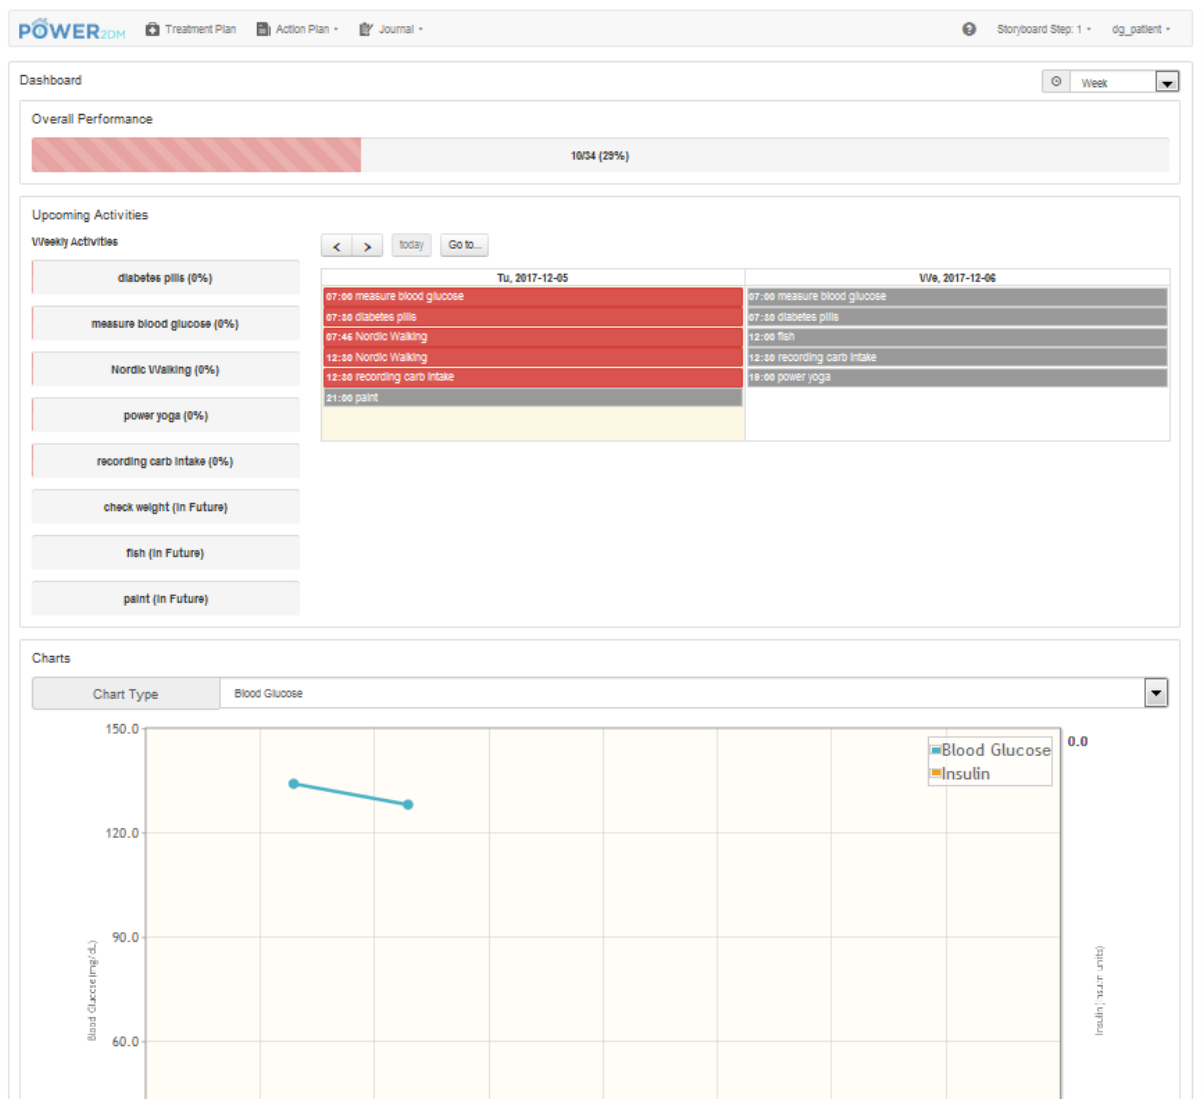 POWER2DM Treatment Plan Action Plan Journal Storyboard Step: 1 dg_patient
Dashboard Week
Overall Performance
10/34 (29%)
Upcoming Activities
Weekly Activities
today Go to...
diabetes pills (0%)
measure blood glucose (0%)
Nordic Walking (0%)
power yoga (0%)
recording carb intake (0%)
check weight (In Future)
fish (In Future)
paint (In Future)
Tu, 2017-12-05
07:00 measure blood glucose
07:30 diabetes pills
07:45 Nordic Walking
12:30 Nordic Walking
12:30 recording carb intake
21:00 paint
We, 2017-12-06
07:00 measure blood glucose
07:30 diabetes pills
12:00 fish
12:30 recording carb intake
19:00 power yoga
Charts
Chart Type Blood Glucose
150.0
120.0
90.0
60.0
Blood Glucose(mg/dL)
Blood Glucose
Insulin
0.0
Insulin(insulin units)